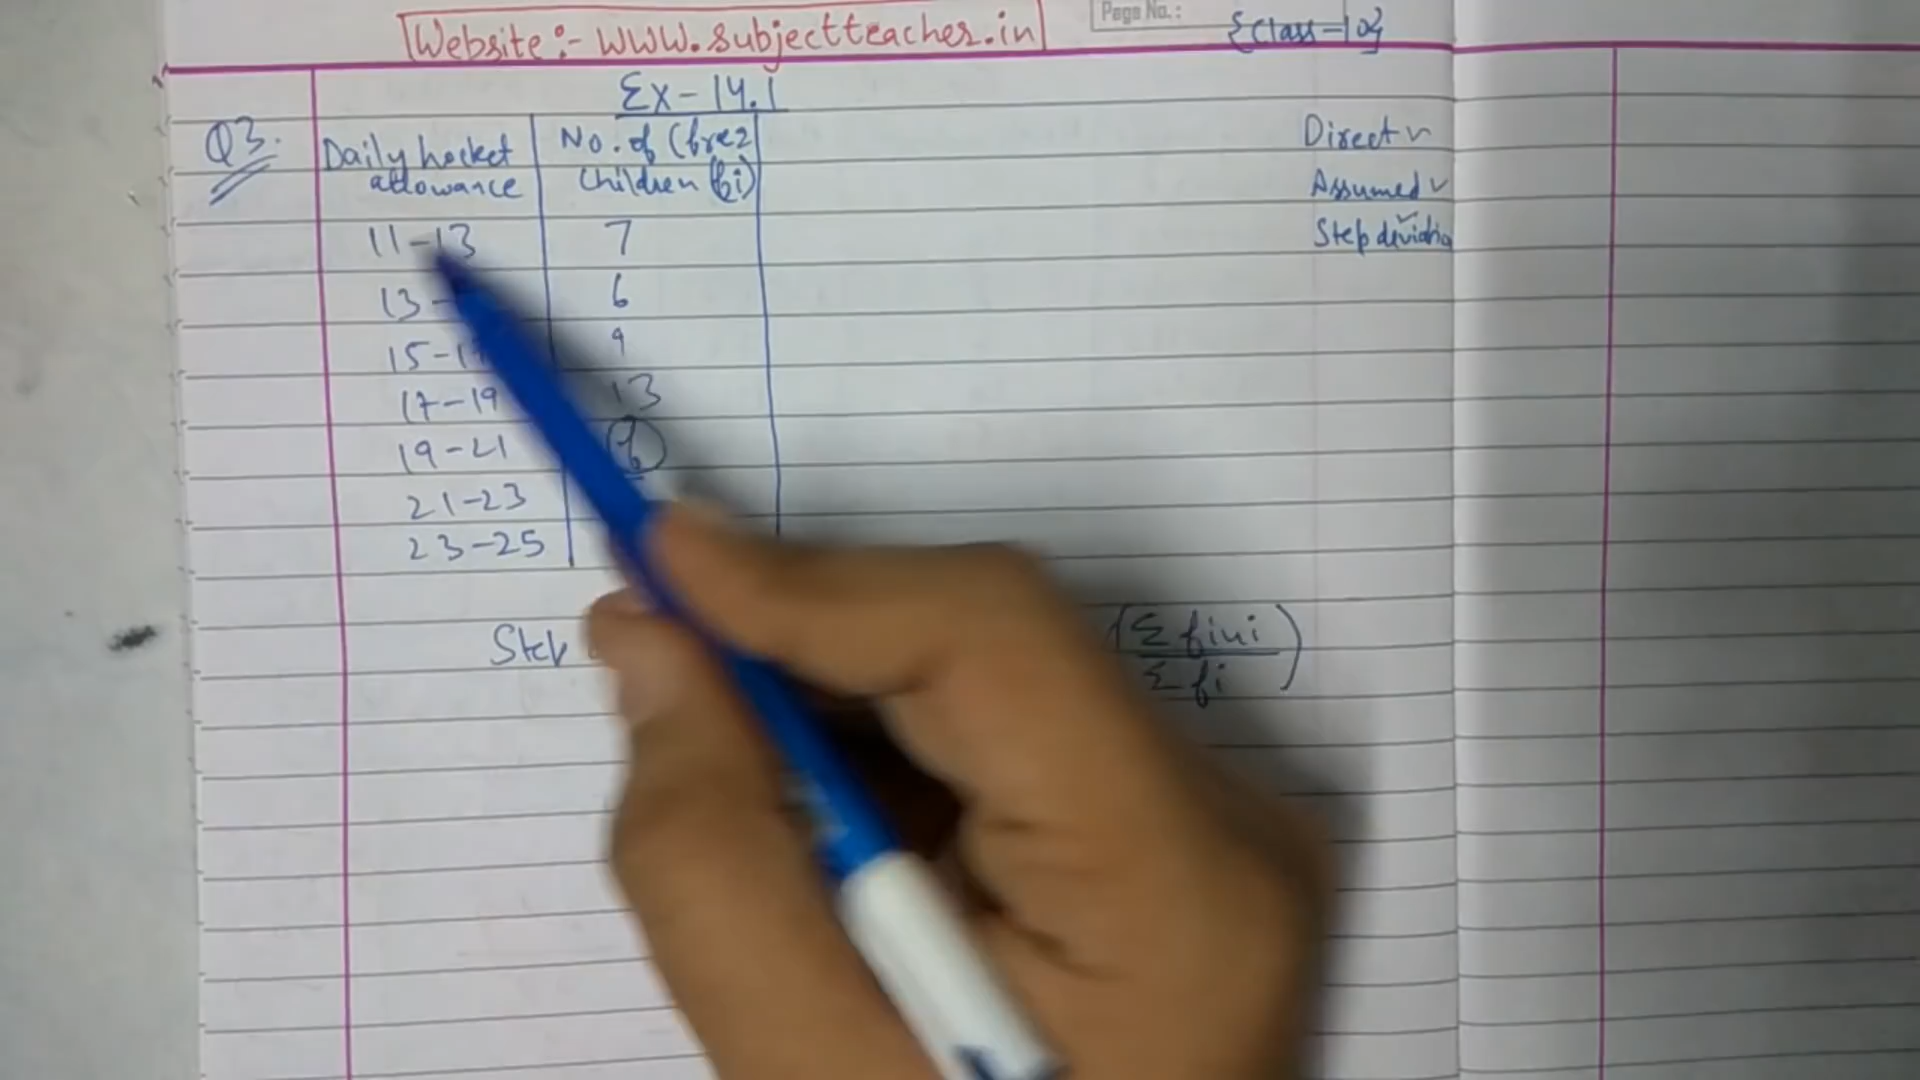 Page No.:
Website:- www.subjectteacher.in
{Class-10}
Ex-14.1
Q3.
Daily pocket allowance
No. of (freq
children (fi)
Direct ✓
Assumed ✓
Step deviation
11-13 7
13- 6
15-17 9
17-19 13
19-21 f
21-23
23-25
Step
(Σfiui
Σfi)